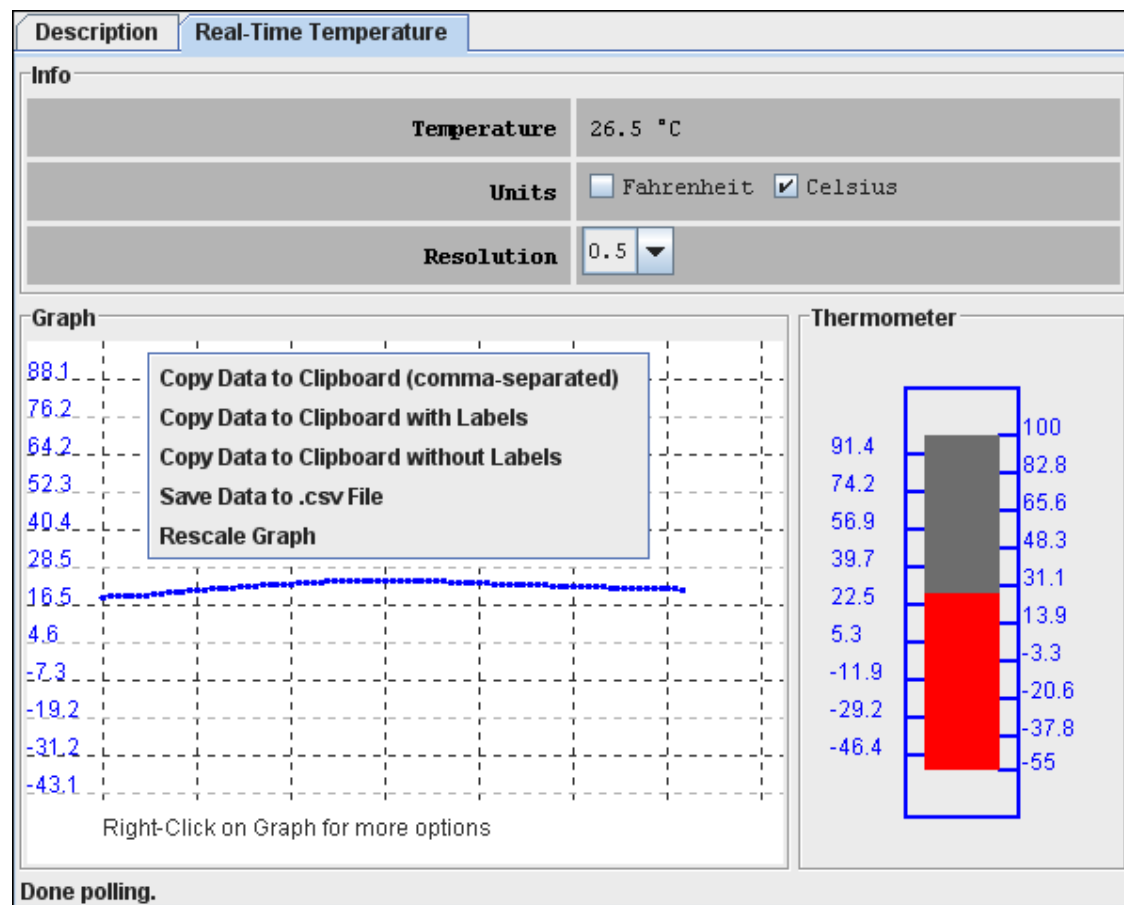 Description Real-Time Temperature
Info
Temperature 26.5 °C
Units Fahrenheit Celsius
Resolution 0.5
Graph
88.1
76.2
64.2
52.3
40.4
28.5
16.5
4.6
-7.3
-19.2
-31.2
-43.1
Copy Data to Clipboard (comma-separated)
Copy Data to Clipboard with Labels
Copy Data to Clipboard without Labels
Save Data to .csv File
Rescale Graph
Right-Click on Graph for more options
Thermometer
91.4
74.2
56.9
39.7
22.5
5.3
-11.9
-29.2
-46.4
100
82.8
65.6
48.3
31.1
13.9
-3.3
-20.6
-37.8
-55
Done polling.